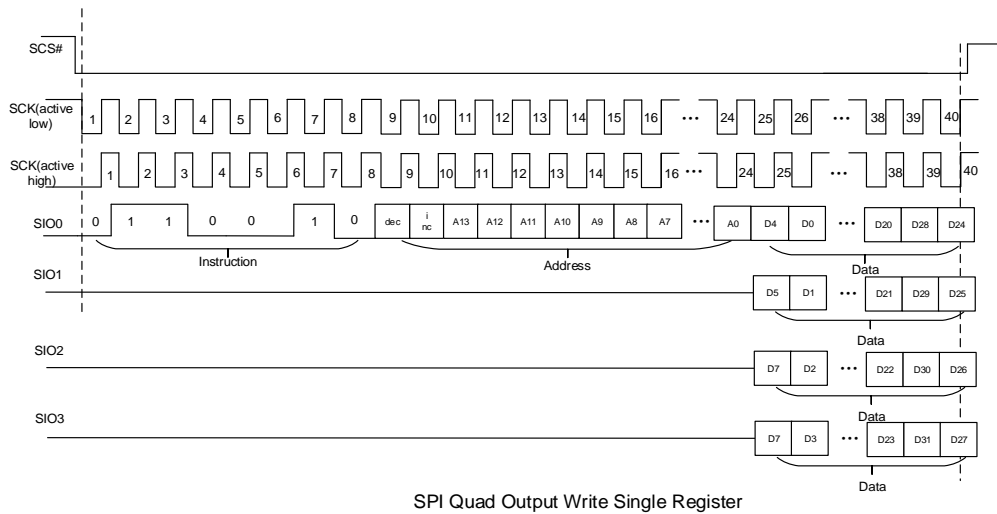 SCS#
SCK(active low)
1 2 3 4 5 6 7 8 9 10 11 12 13 14 15 16 ... 24 25 26 ... 38 39 40
SCK(active high)
1 2 3 4 5 6 7 8 9 10 11 12 13 14 15 16 ... 24 25 ... 38 39 40
SIO0
0 1 1 0 0 1 0 dec inc A13 A12 A11 A10 A9 A8 A7 ... A0 D4 D0 ... D20 D28 D24
Instruction Address Data
SIO1
D5 D1 ... D21 D29 D25
Data
SIO2
D7 D2 ... D22 D30 D26
Data
SIO3
D7 D3 ... D23 D31 D27
Data
SPI Quad Output Write Single Register